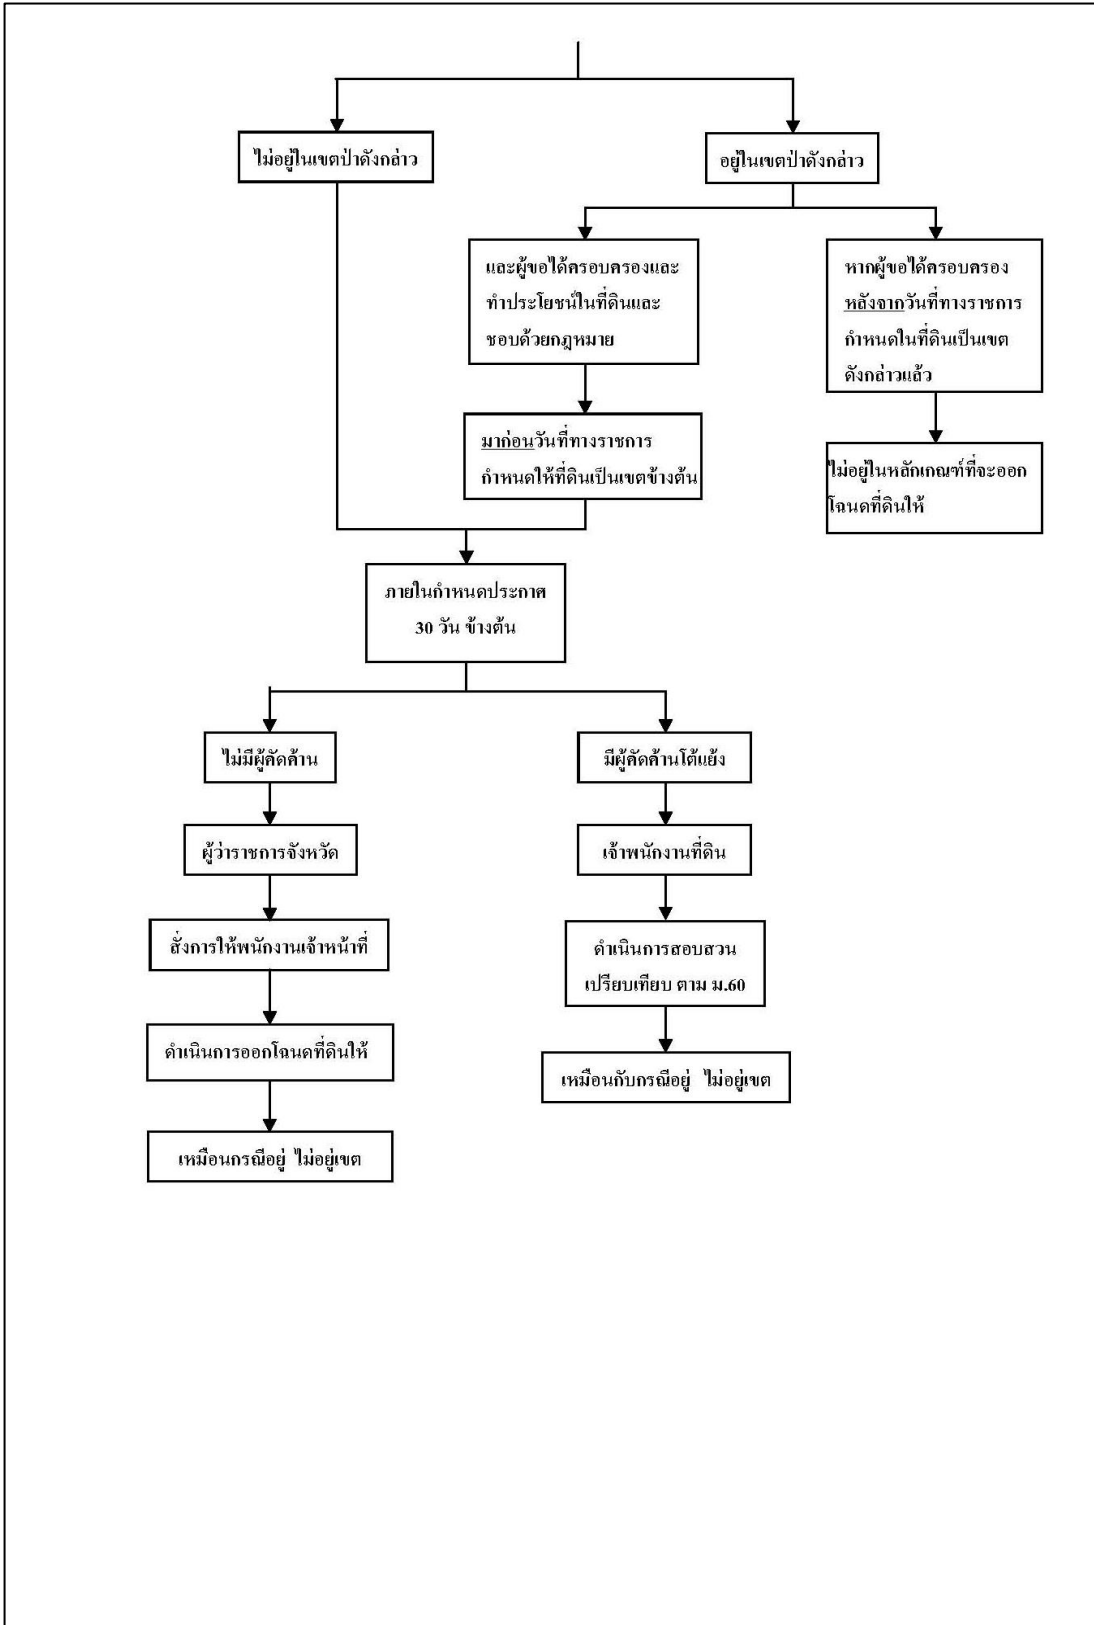 ไม่อยู่ในเขตป่าดังกล่าว
อยู่ในเขตป่าดังกล่าว
และผู้ขอได้ครอบครองและ
ทำประโยชน์ในที่ดินและ
ชอบด้วยกฎหมาย
หากผู้ขอได้ครอบครอง
หลังจากวันที่ทางราชการ
กำหนดในที่ดินเป็นเขต
ดังกล่าวแล้ว
มาก่อนวันที่ทางราชการ
กำหนดให้ที่ดินเป็นเขตข้างต้น
ไม่อยู่ในหลักเกณฑ์ที่จะออก
โฉนดที่ดินให้
ภายในกำหนดประกาศ
30 วัน ข้างต้น
ไม่มีผู้คัดค้าน
มีผู้คัดค้านโต้แย้ง
ผู้ว่าราชการจังหวัด
เจ้าพนักงานที่ดิน
สั่งการให้พนักงานเจ้าหน้าที่
ดำเนินการสอบสวน
เปรียบเทียบ ตาม ม.60
ดำเนินการออกโฉนดที่ดินให้
เหมือนกับกรณีอยู่ ไม่อยู่เขต
เหมือนกรณีอยู่ ไม่อยู่เขต